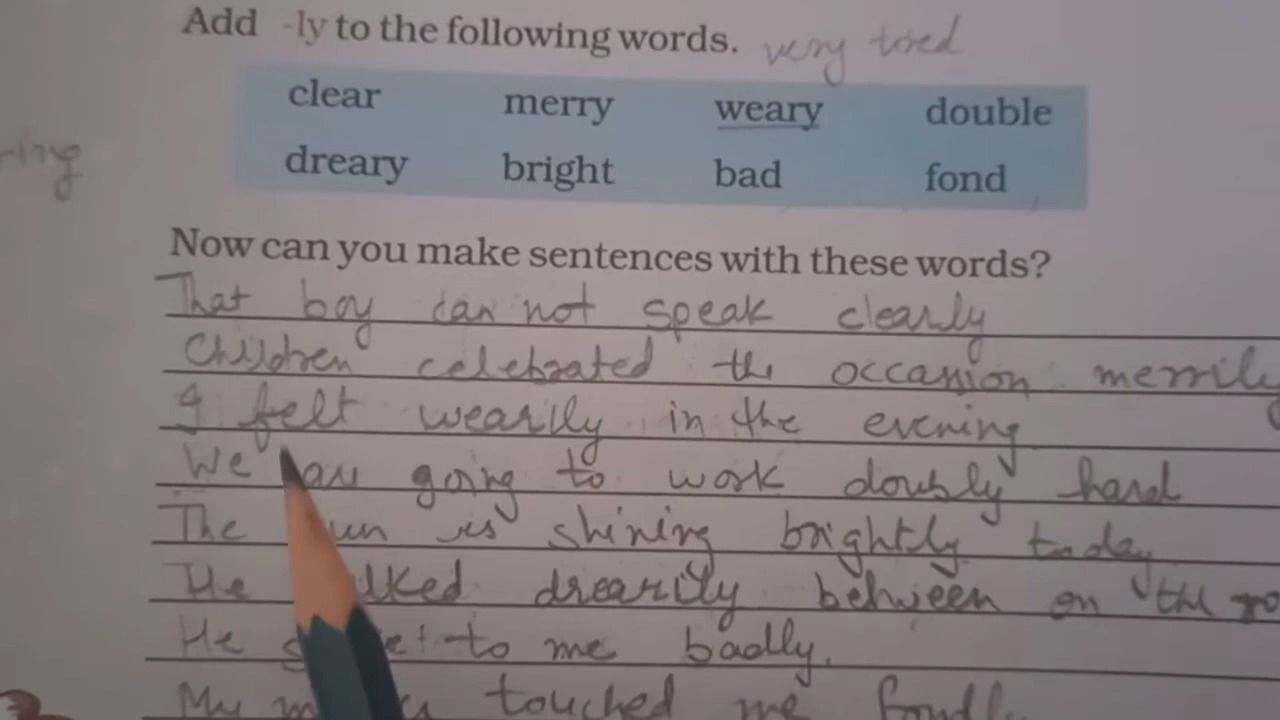 Add -ly to the following words. very tired
clear merry weary double
ring
dreary bright bad fond
Now can you make sentences with these words?
That boy can not speak clearly
Children celebrated the occasion merrily
I felt wearily in the evening
We are going to work doubly hard
The sun is shining brightly today
He drearily between on the
He to me badly.
My touched me fondly